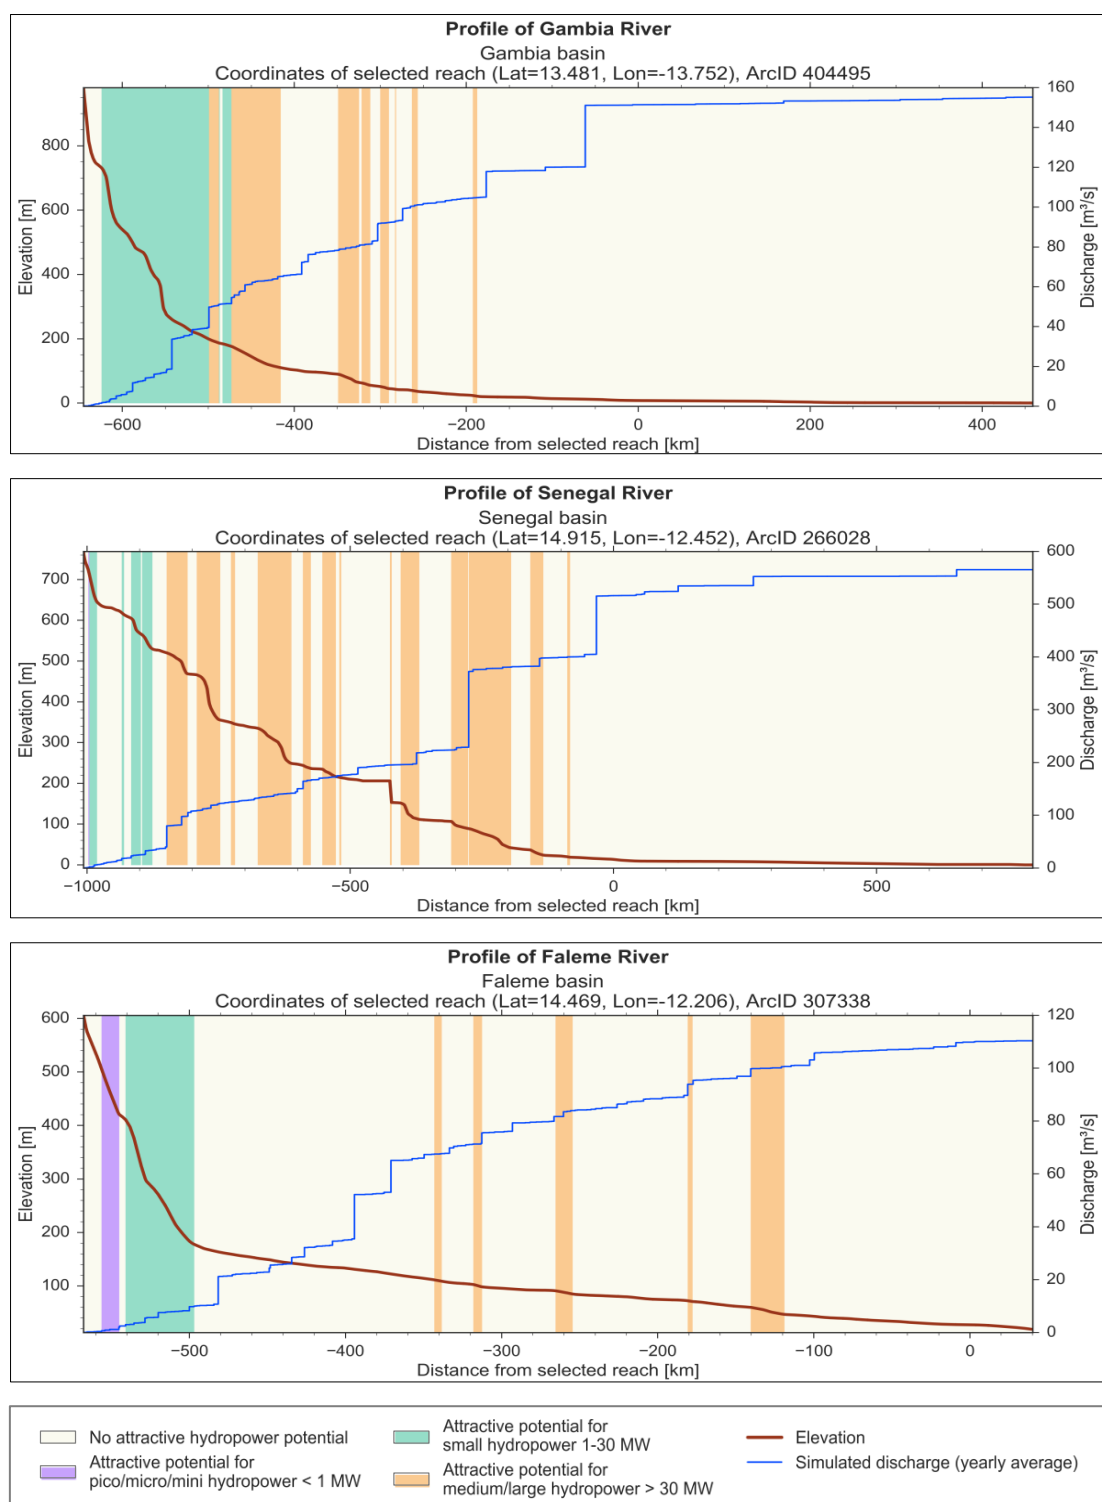 Profile of Gambia River
Gambia basin
Coordinates of selected reach (Lat=13.481, Lon=-13.752), ArcID 404495
Elevation [m]
800
600
400
200
0
Discharge [m³/s]
160
140
120
100
80
60
40
20
0
−600 −400 −200 0 200 400
Distance from selected reach [km]
Profile of Senegal River
Senegal basin
Coordinates of selected reach (Lat=14.915, Lon=-12.452), ArcID 266028
Elevation [m]
700
600
500
400
300
200
100
0
Discharge [m³/s]
600
500
400
300
200
100
0
−1000 −500 0 500
Distance from selected reach [km]
Profile of Faleme River
Faleme basin
Coordinates of selected reach (Lat=14.469, Lon=-12.206), ArcID 307338
Elevation [m]
600
500
400
300
200
100
Discharge [m³/s]
120
100
80
60
40
20
0
−500 −400 −300 −200 −100 0
Distance from selected reach [km]
No attractive hydropower potential
Attractive potential for
pico/micro/mini hydropower < 1 MW
Attractive potential for
small hydropower 1-30 MW
Attractive potential for
medium/large hydropower > 30 MW
Elevation
Simulated discharge (yearly average)